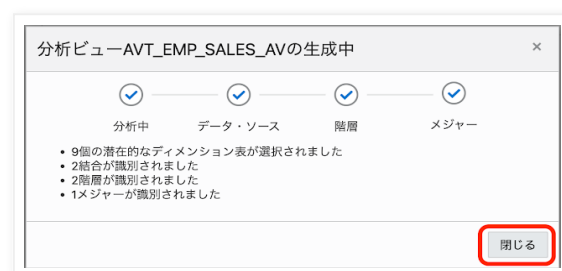 分析ビューAVT_EMP_SALES_AVの生成中
×
分析中 データ・ソース 階層 メジャー
• 9個の潜在的なディメンション表が選択されました
• 2結合が識別されました
• 2階層が識別されました
• 1メジャーが識別されました
閉じる